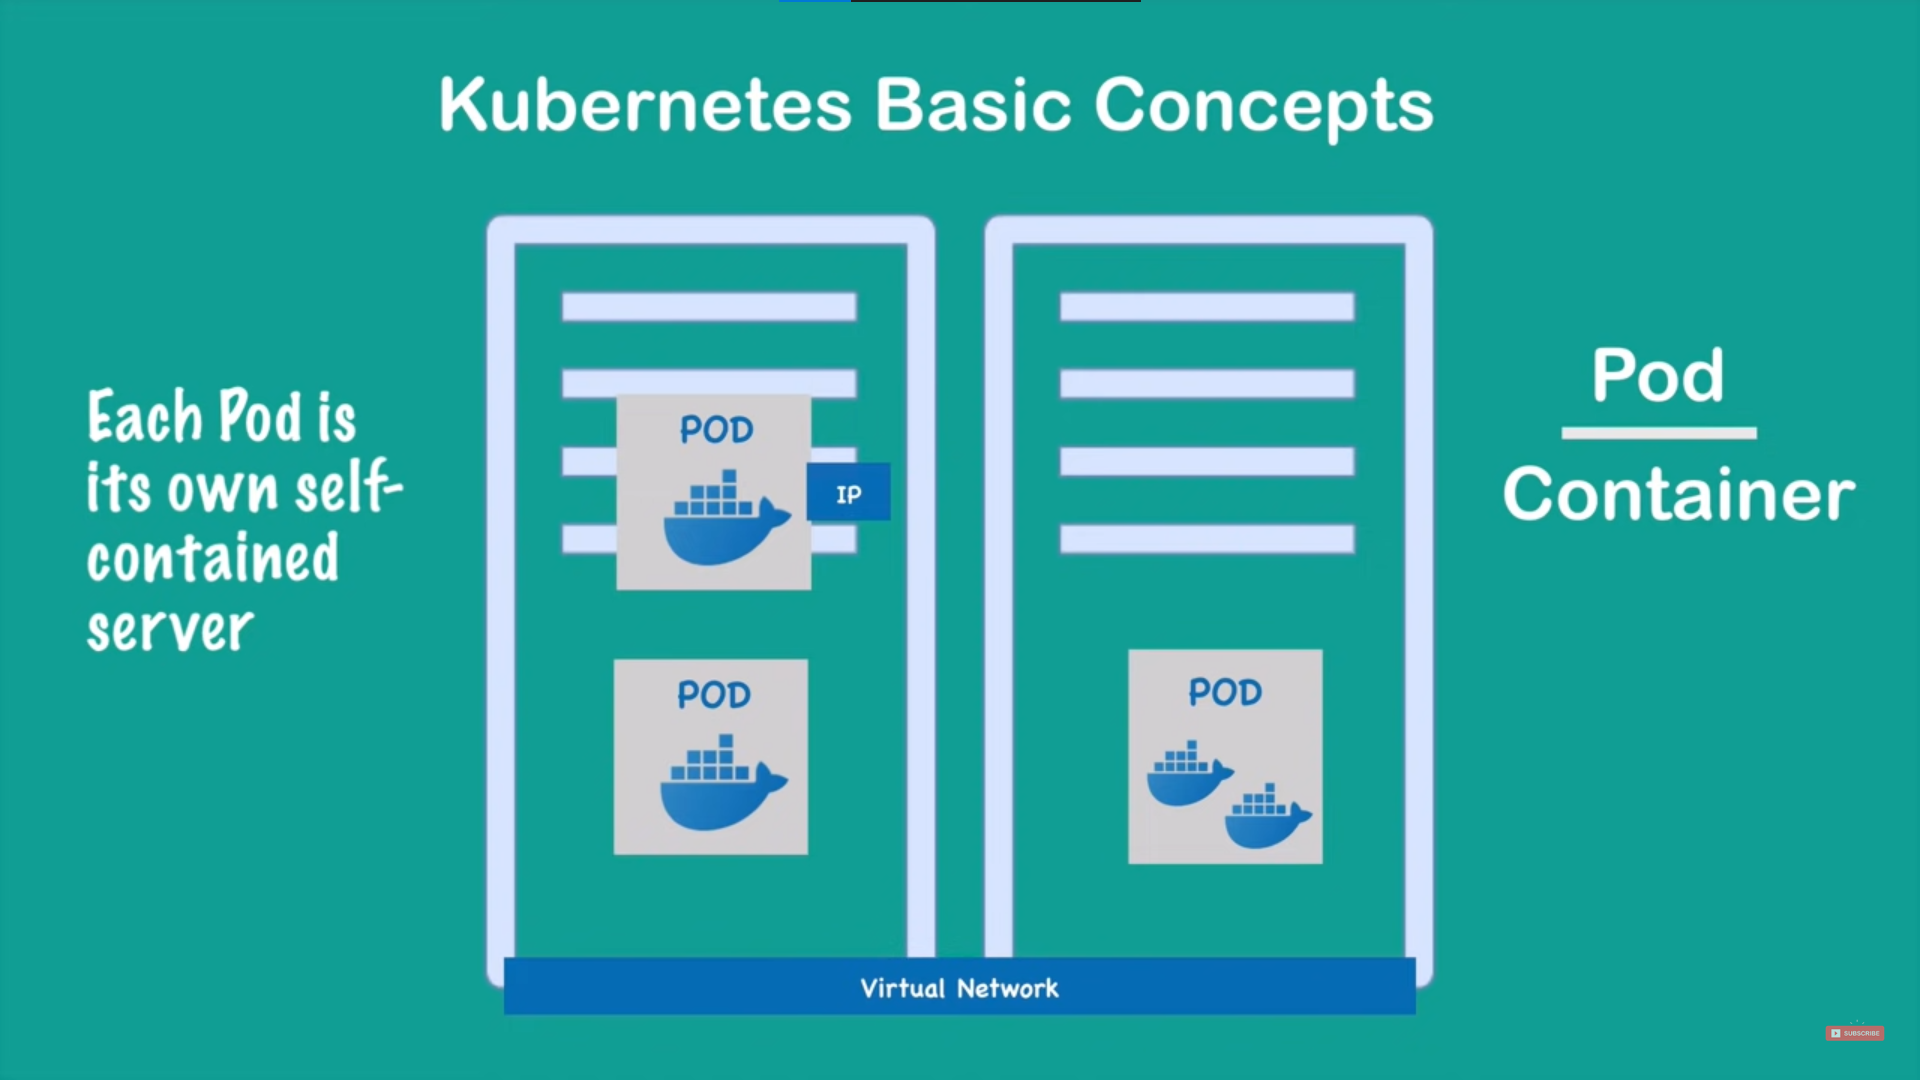 Kubernetes Basic Concepts
Each Pod is
its own self-
contained
server
POD
IP
POD
POD
Pod
Container
Virtual Network
SUBSCRIBE